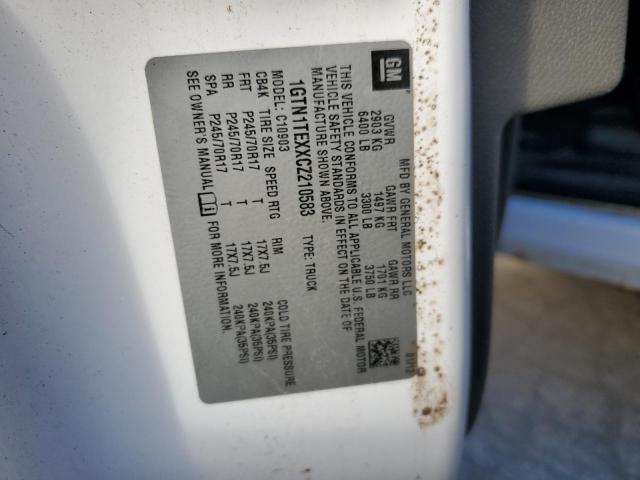 GM
MFD BY GENERAL MOTORS LLC 01/12
GVWR GAWR FRT GAWR RR
2903 KG 1497 KG 1701 KG
6400 LB 3300 LB 3750 LB
THIS VEHICLE CONFORMS TO ALL APPLICABLE U.S. FEDERAL MOTOR
VEHICLE SAFETY STANDARDS IN EFFECT ON THE DATE OF
MANUFACTURE SHOWN ABOVE.
1GTN1TEXXCZ210583 TYPE: TRUCK
MODEL: C10903
CB4K TIRE SIZE SPEED RTG RIM COLD TIRE PRESSURE
FRT P245/70R17 T 17X7.5J 240KPA(35PSI)
RR P245/70R17 T 17X7.5J 240KPA(35PSI)
SPA P245/70R17 T 17X7.5J 240KPA(35PSI)
SEE OWNER'S MANUAL FOR MORE INFORMATION.